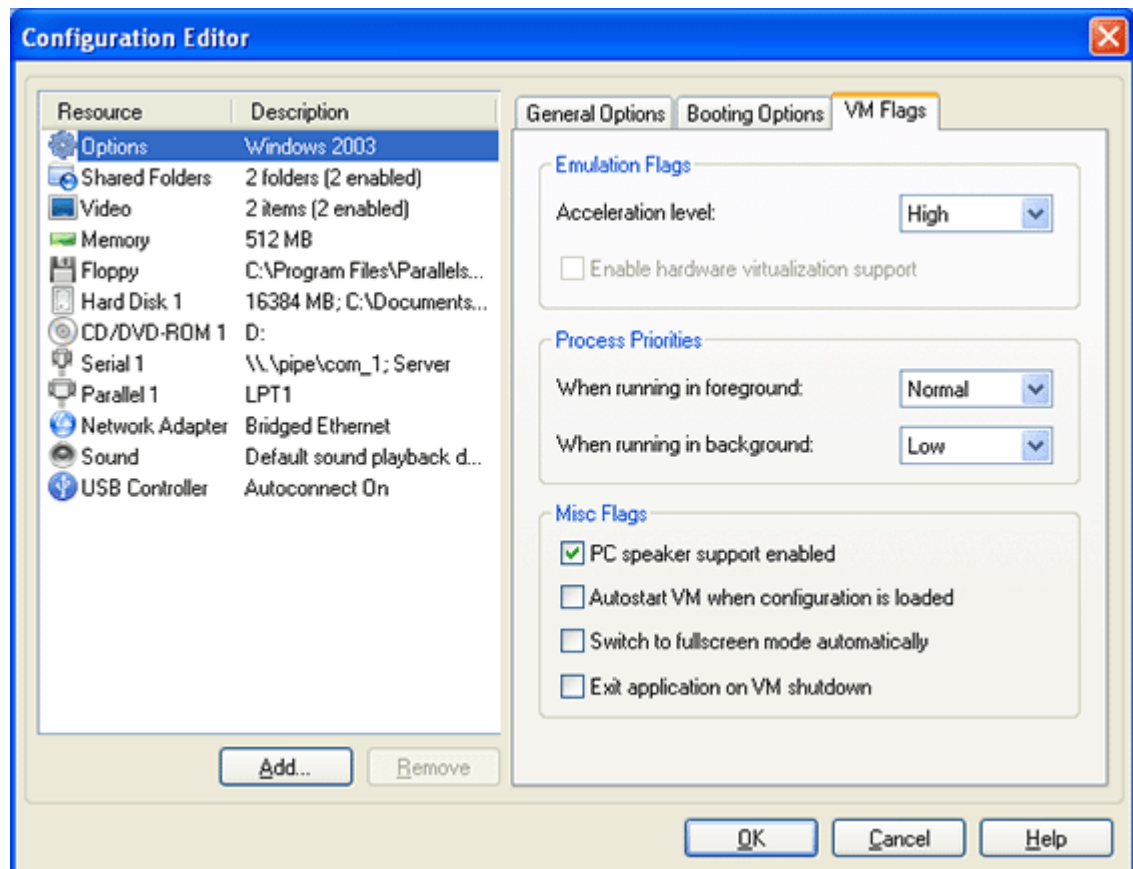 Configuration Editor
Resource Description
Options Windows 2003
Shared Folders 2 folders (2 enabled)
Video 2 items (2 enabled)
Memory 512 MB
Floppy C:\Program Files\Parallels...
Hard Disk 1 16384 MB; C:\Documents...
CD/DVD-ROM 1 D:
Serial 1 \\.\pipe\com_1; Server
Parallel 1 LPT1
Network Adapter Bridged Ethernet
Sound Default sound playback d...
USB Controller Autoconnect On
Add... Remove
General Options Booting Options VM Flags
Emulation Flags
Acceleration level: High
Enable hardware virtualization support
Process Priorities
When running in foreground: Normal
When running in background: Low
Misc Flags
PC speaker support enabled
Autostart VM when configuration is loaded
Switch to fullscreen mode automatically
Exit application on VM shutdown
OK Cancel Help